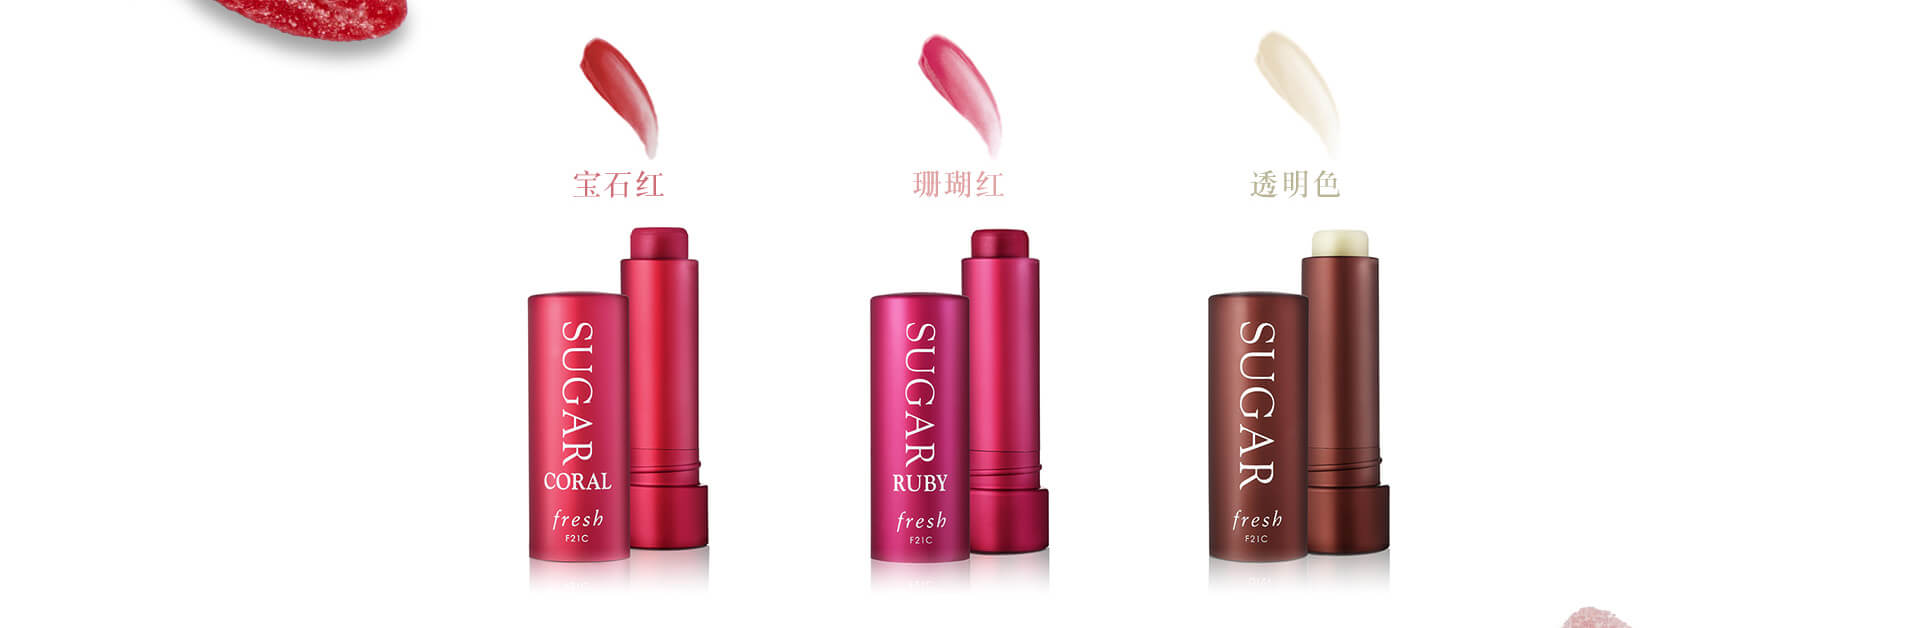 宝石红
珊瑚红
透明色
SUGAR
CORAL
fresh
F21C
SUGAR
RUBY
fresh
F21C
SUGAR
fresh
F21C